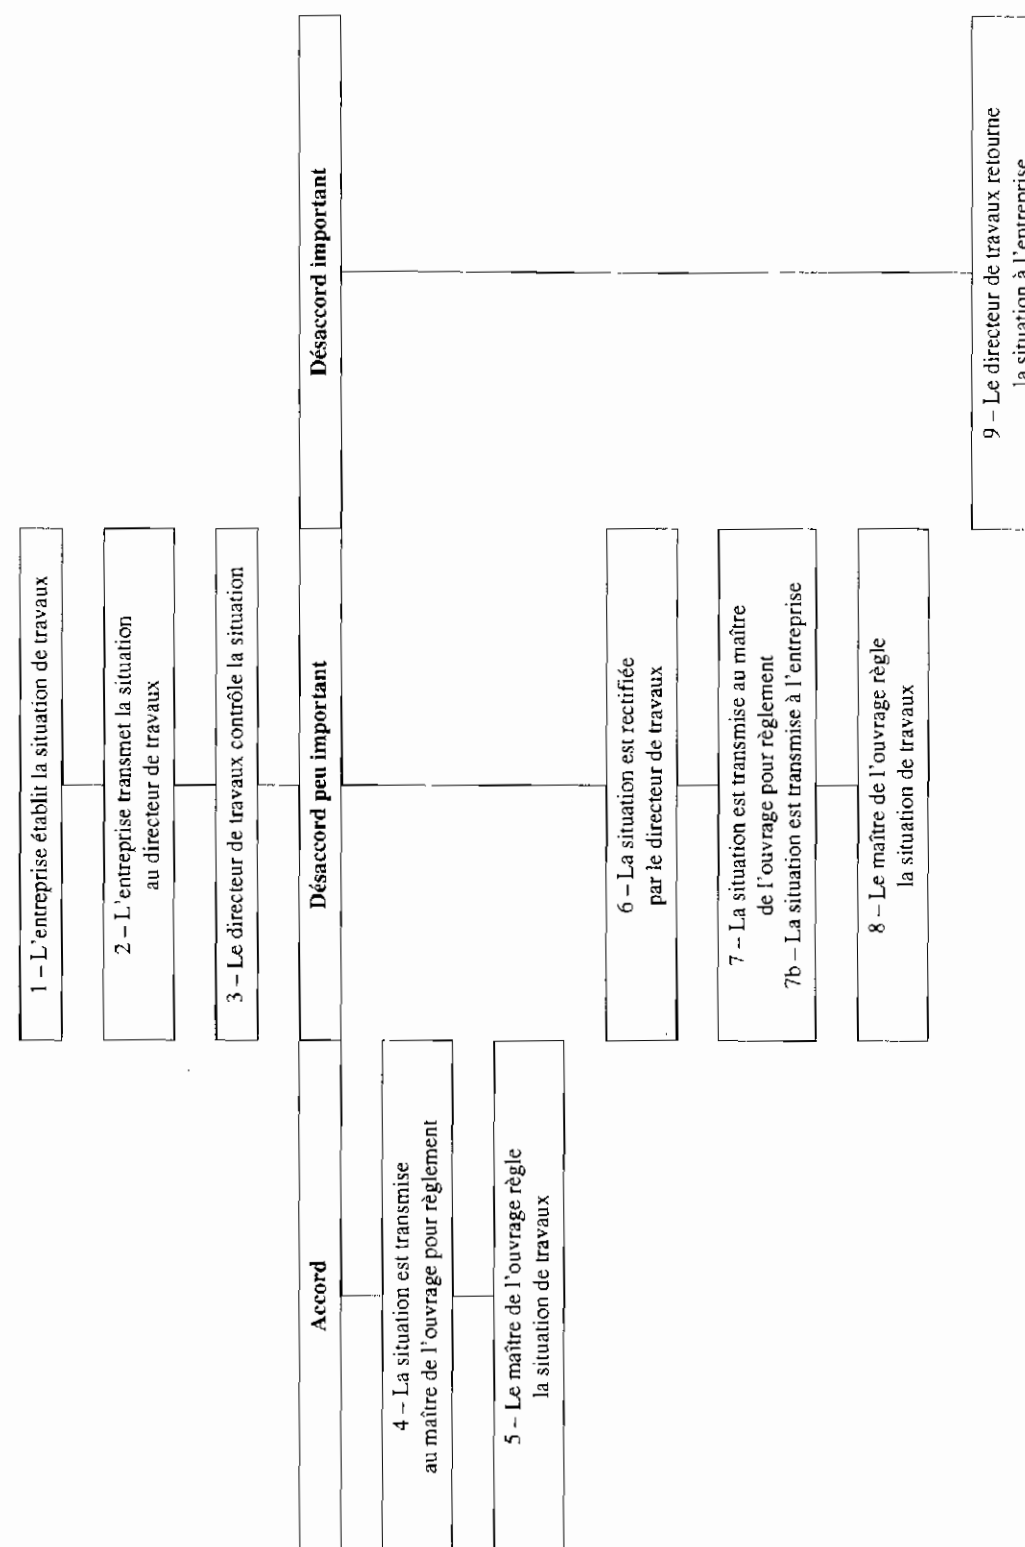 1 – L'entreprise établit la situation de travaux
2 – L'entreprise transmet la situation
au directeur de travaux
3 – Le directeur de travaux contrôle la situation
Accord
Désaccord peu important
Désaccord important
4 – La situation est transmise
au maître de l'ouvrage pour règlement
5 – Le maître de l'ouvrage règle
la situation de travaux
6 – La situation est rectifiée
par le directeur de travaux
7 – La situation est transmise au maître
de l'ouvrage pour règlement
7b – La situation est transmise à l'entreprise
8 – Le maître de l'ouvrage règle
la situation de travaux
9 – Le directeur de travaux retourne
la situation à l'entreprise